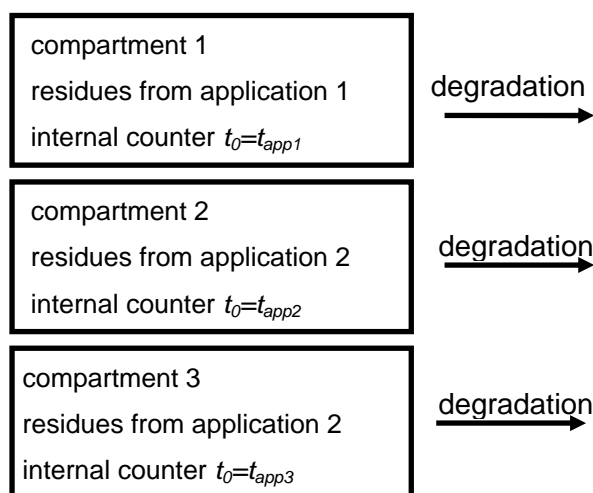 compartment 1
residues from application 1
internal counter t0=tapp1
degradation
compartment 2
residues from application 2
internal counter t0=tapp2
degradation
compartment 3
residues from application 2
internal counter t0=tapp3
degradation